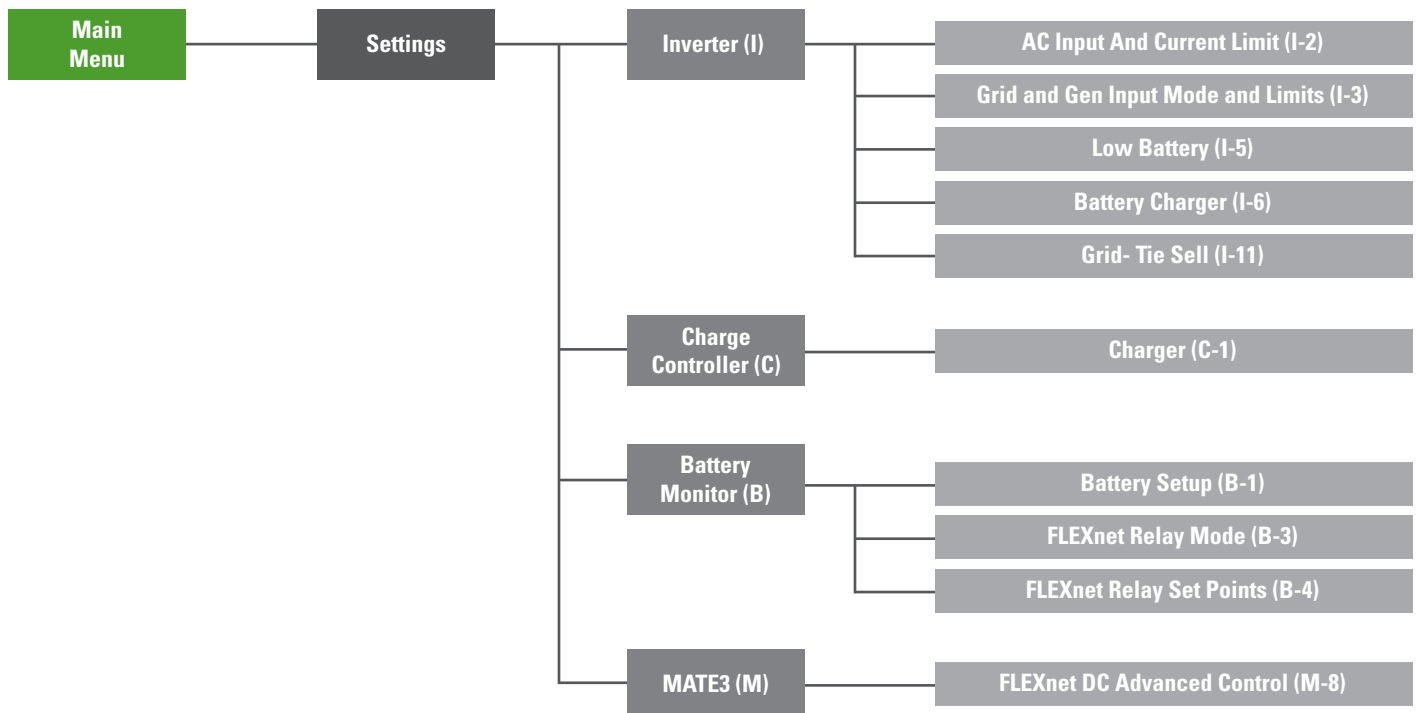 Main
Menu
Settings
Inverter (I)
AC Input And Current Limit (I-2)
Grid and Gen Input Mode and Limits (I-3)
Low Battery (I-5)
Battery Charger (I-6)
Grid- Tie Sell (I-11)
Charge
Controller (C)
Charger (C-1)
Battery
Monitor (B)
Battery Setup (B-1)
FLEXnet Relay Mode (B-3)
FLEXnet Relay Set Points (B-4)
MATE3 (M)
FLEXnet DC Advanced Control (M-8)